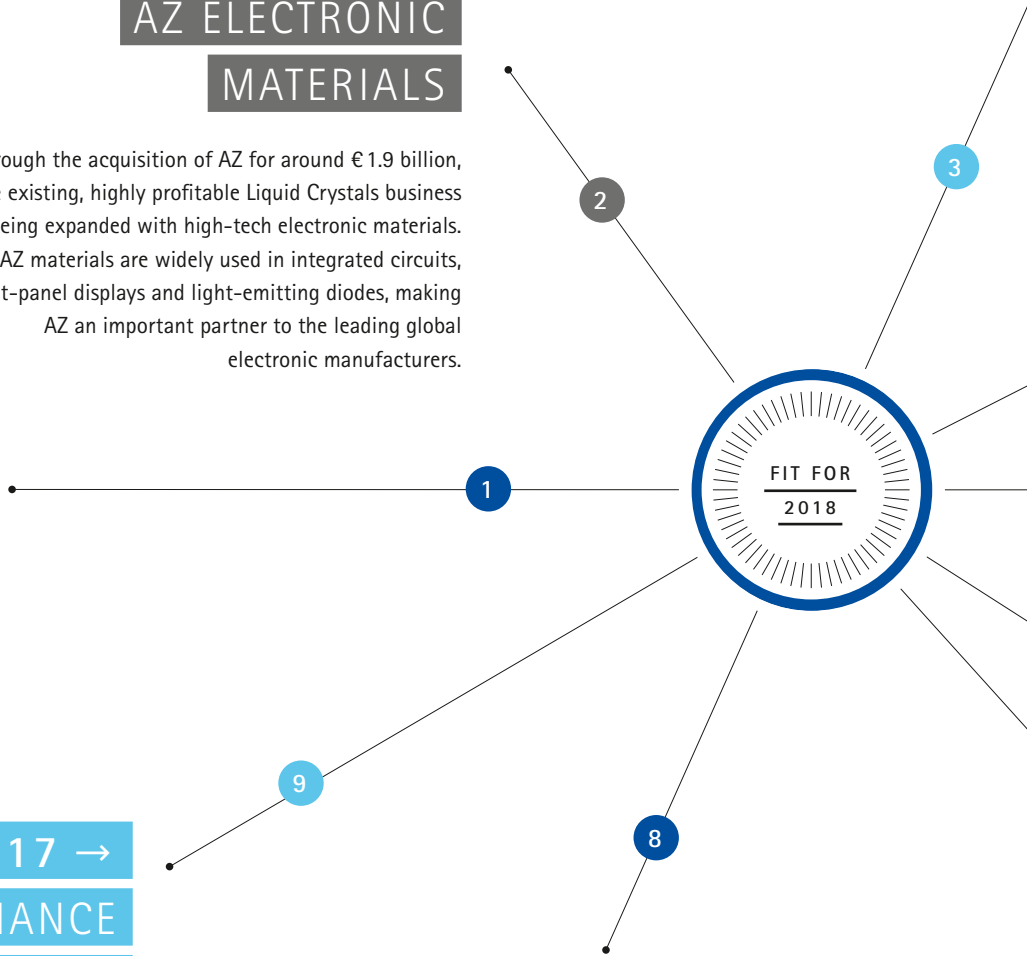 AZ ELECTRONIC
MATERIALS
rough the acquisition of AZ for around € 1.9 billion,
existing, highly profitable Liquid Crystals business
eing expanded with high-tech electronic materials.
AZ materials are widely used in integrated circuits,
t-panel displays and light-emitting diodes, making
AZ an important partner to the leading global
electronic manufacturers.
2
3
1
FIT FOR
2018
9
8
17 →
IANCE